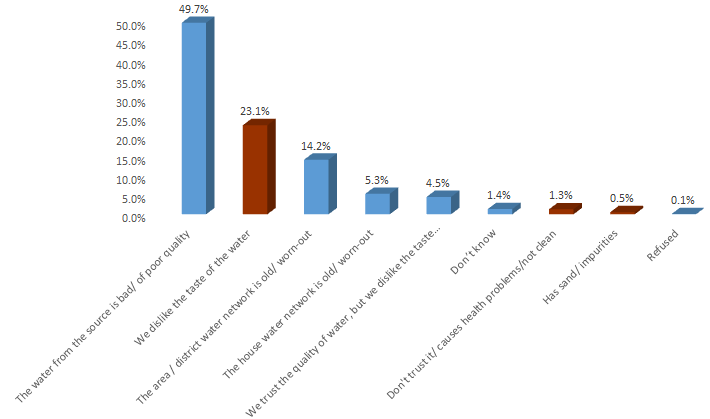 49.7%
50.0%
45.0%
40.0%
35.0%
30.0%
25.0%
20.0%
15.0%
10.0%
5.0%
0.0%
23.1%
14.2%
5.3%
4.5%
1.4%
1.3%
0.5%
0.1%
The water from the source is bad/ of poor quality
We dislike the taste of the water
The area / district water network is old/ worn-out
The house water network is old/ worn-out
We trust the quality of water, but we dislike the taste...
Don't know
Don't trust it/ causes health problems/not clean
Has sand/ impurities
Refused